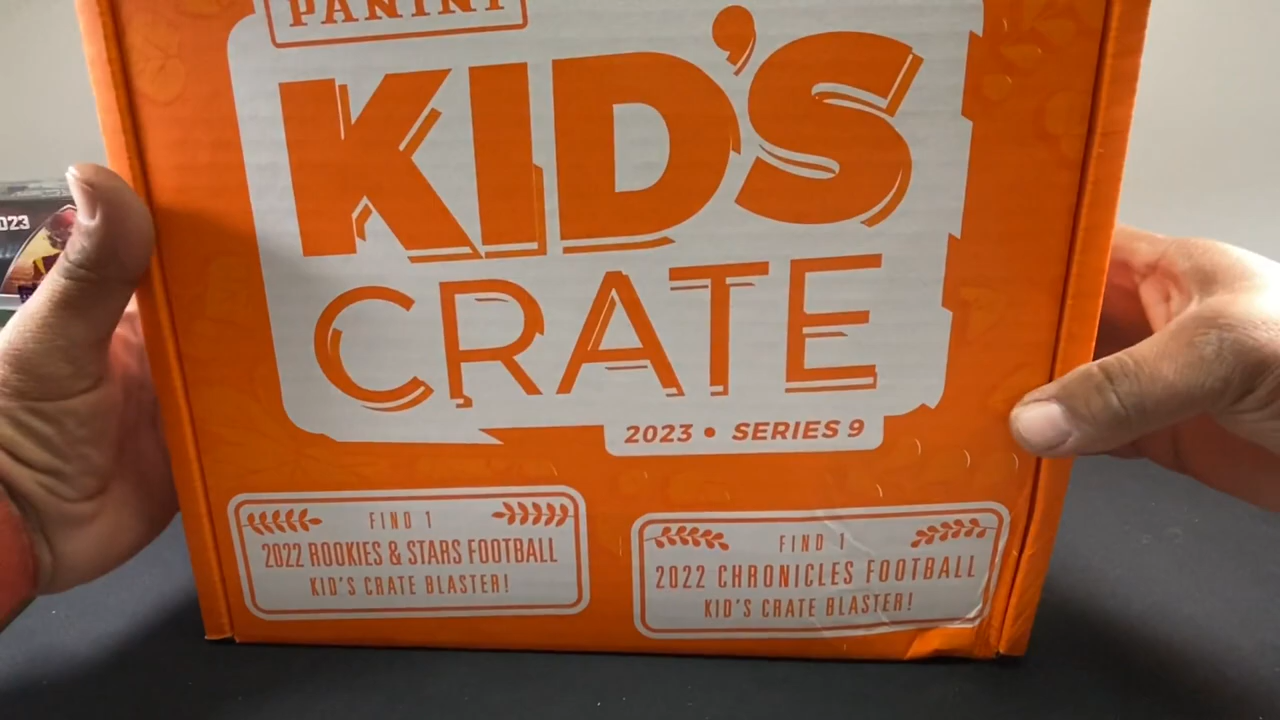 PANINI
KID'S
CRATE
2023 • SERIES 9
2023
FIND 1
2022 ROOKIES & STARS FOOTBALL
KID'S CRATE BLASTER!
FIND 1
2022 CHRONICLES FOOTBALL
KID'S CRATE BLASTER!